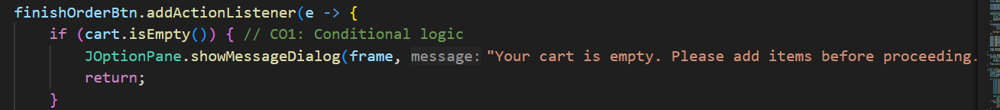 finishOrderBtn.addActionListener(e -> {
if (cart.isEmpty()) { // CO1: Conditional logic
JOptionPane.showMessageDialog(frame, message: "Your cart is empty. Please add items before proceeding.
return;
}